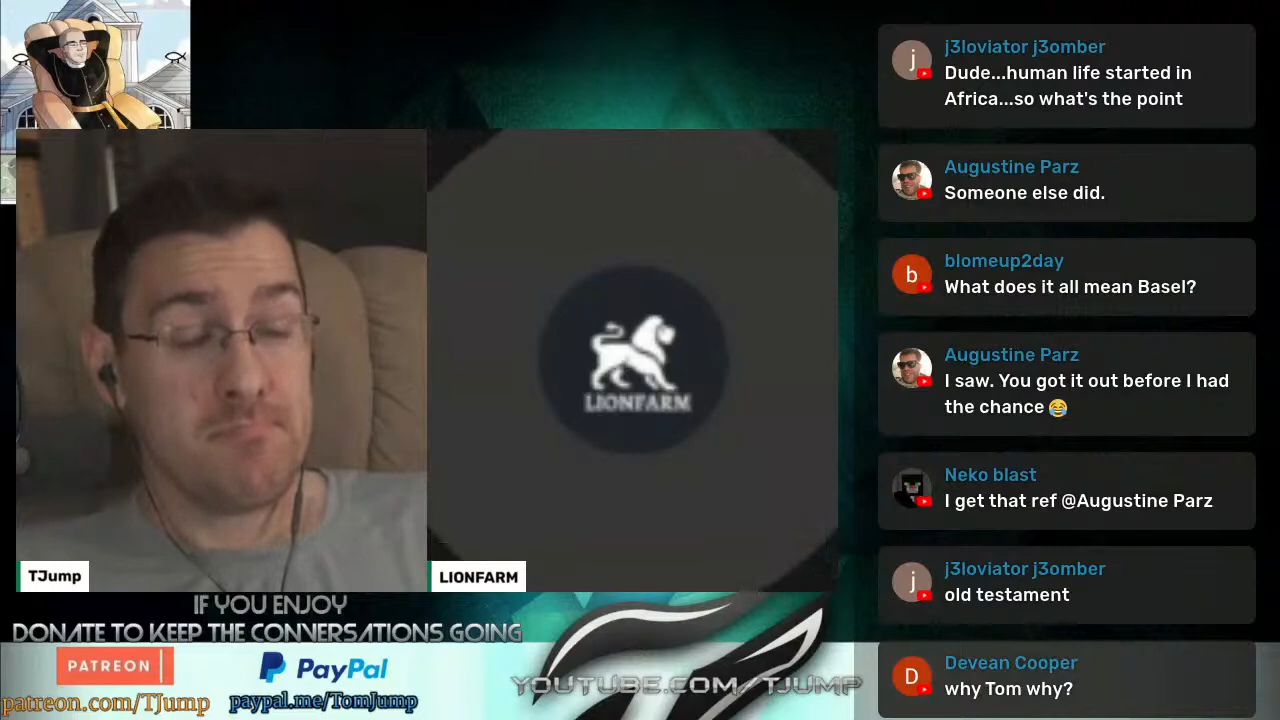 j3loviator j3omber
Dude...human life started in
Africa...so what's the point
Augustine Parz
Someone else did.
blomeup2day
What does it all mean Basel?
Augustine Parz
I saw. You got it out before I had
the chance 😂
Neko blast
I get that ref @Augustine Parz
j3loviator j3omber
old testament
Devean Cooper
why Tom why?
j
b
j
D
LIONFARM
TJump
LIONFARM
IF YOU ENJOY
DONATE TO KEEP THE CONVERSATIONS GOING
PATREON
PayPal
patreon.com/TJump
paypal.me/TomJump
YOUTUBE.COM/TJUMP